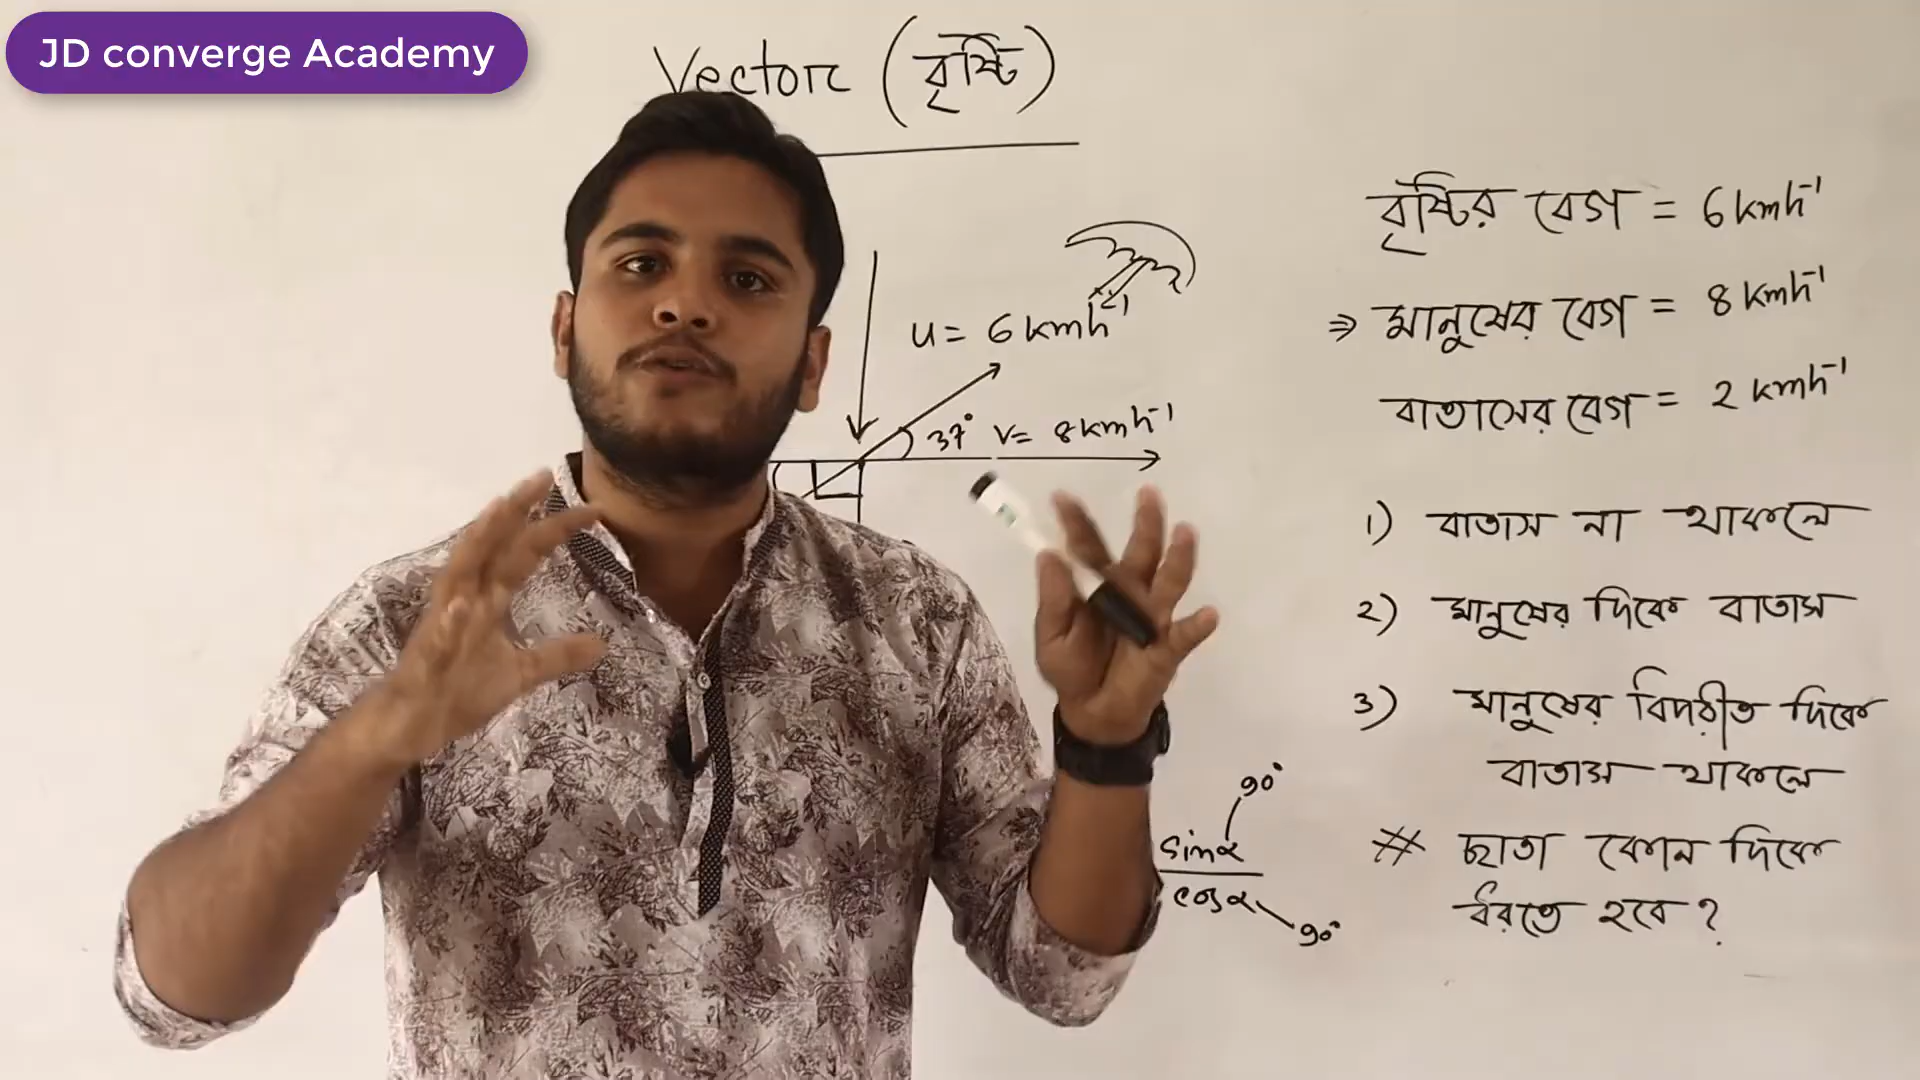 JD converge Academy
Vector (বৃষ্টি)
বৃষ্টির বেগ = 6 kmh⁻¹
u = 6 kmh⁻¹
⇒ মানুষের বেগ = 8 kmh⁻¹
বাতাসের বেগ = 2 kmh⁻¹
37° v = 8 kmh⁻¹
1) বাতাস না থাকলে
2) মানুষের দিকে বাতাস
3) মানুষের বিপরীত দিকে
বাতাস থাকলে
90°
sinα
cosα
90°
# ছাতা কোন দিকে
ধরতে হবে ?